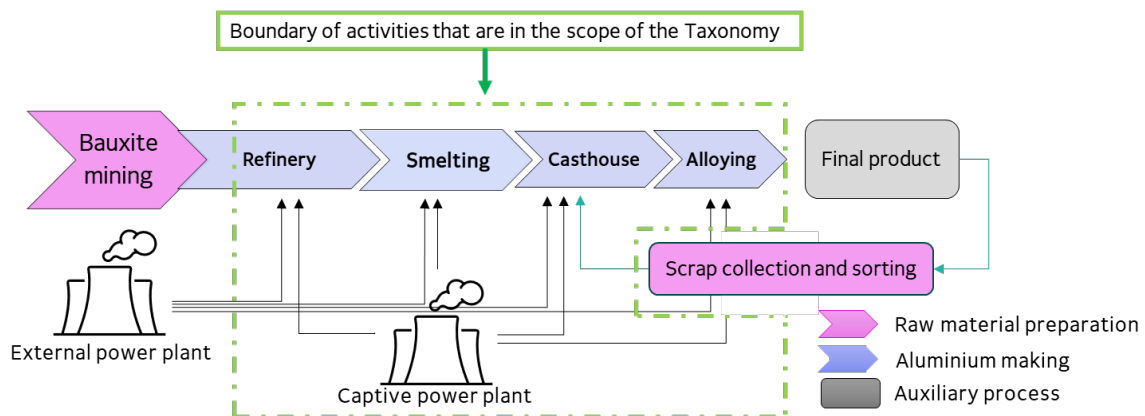 Boundary of activities that are in the scope of the Taxonomy
Bauxite
mining
Refinery
Smelting
Casthouse
Alloying
Final product
Scrap collection and sorting
External power plant
Captive power plant
Raw material preparation
Aluminium making
Auxiliary process